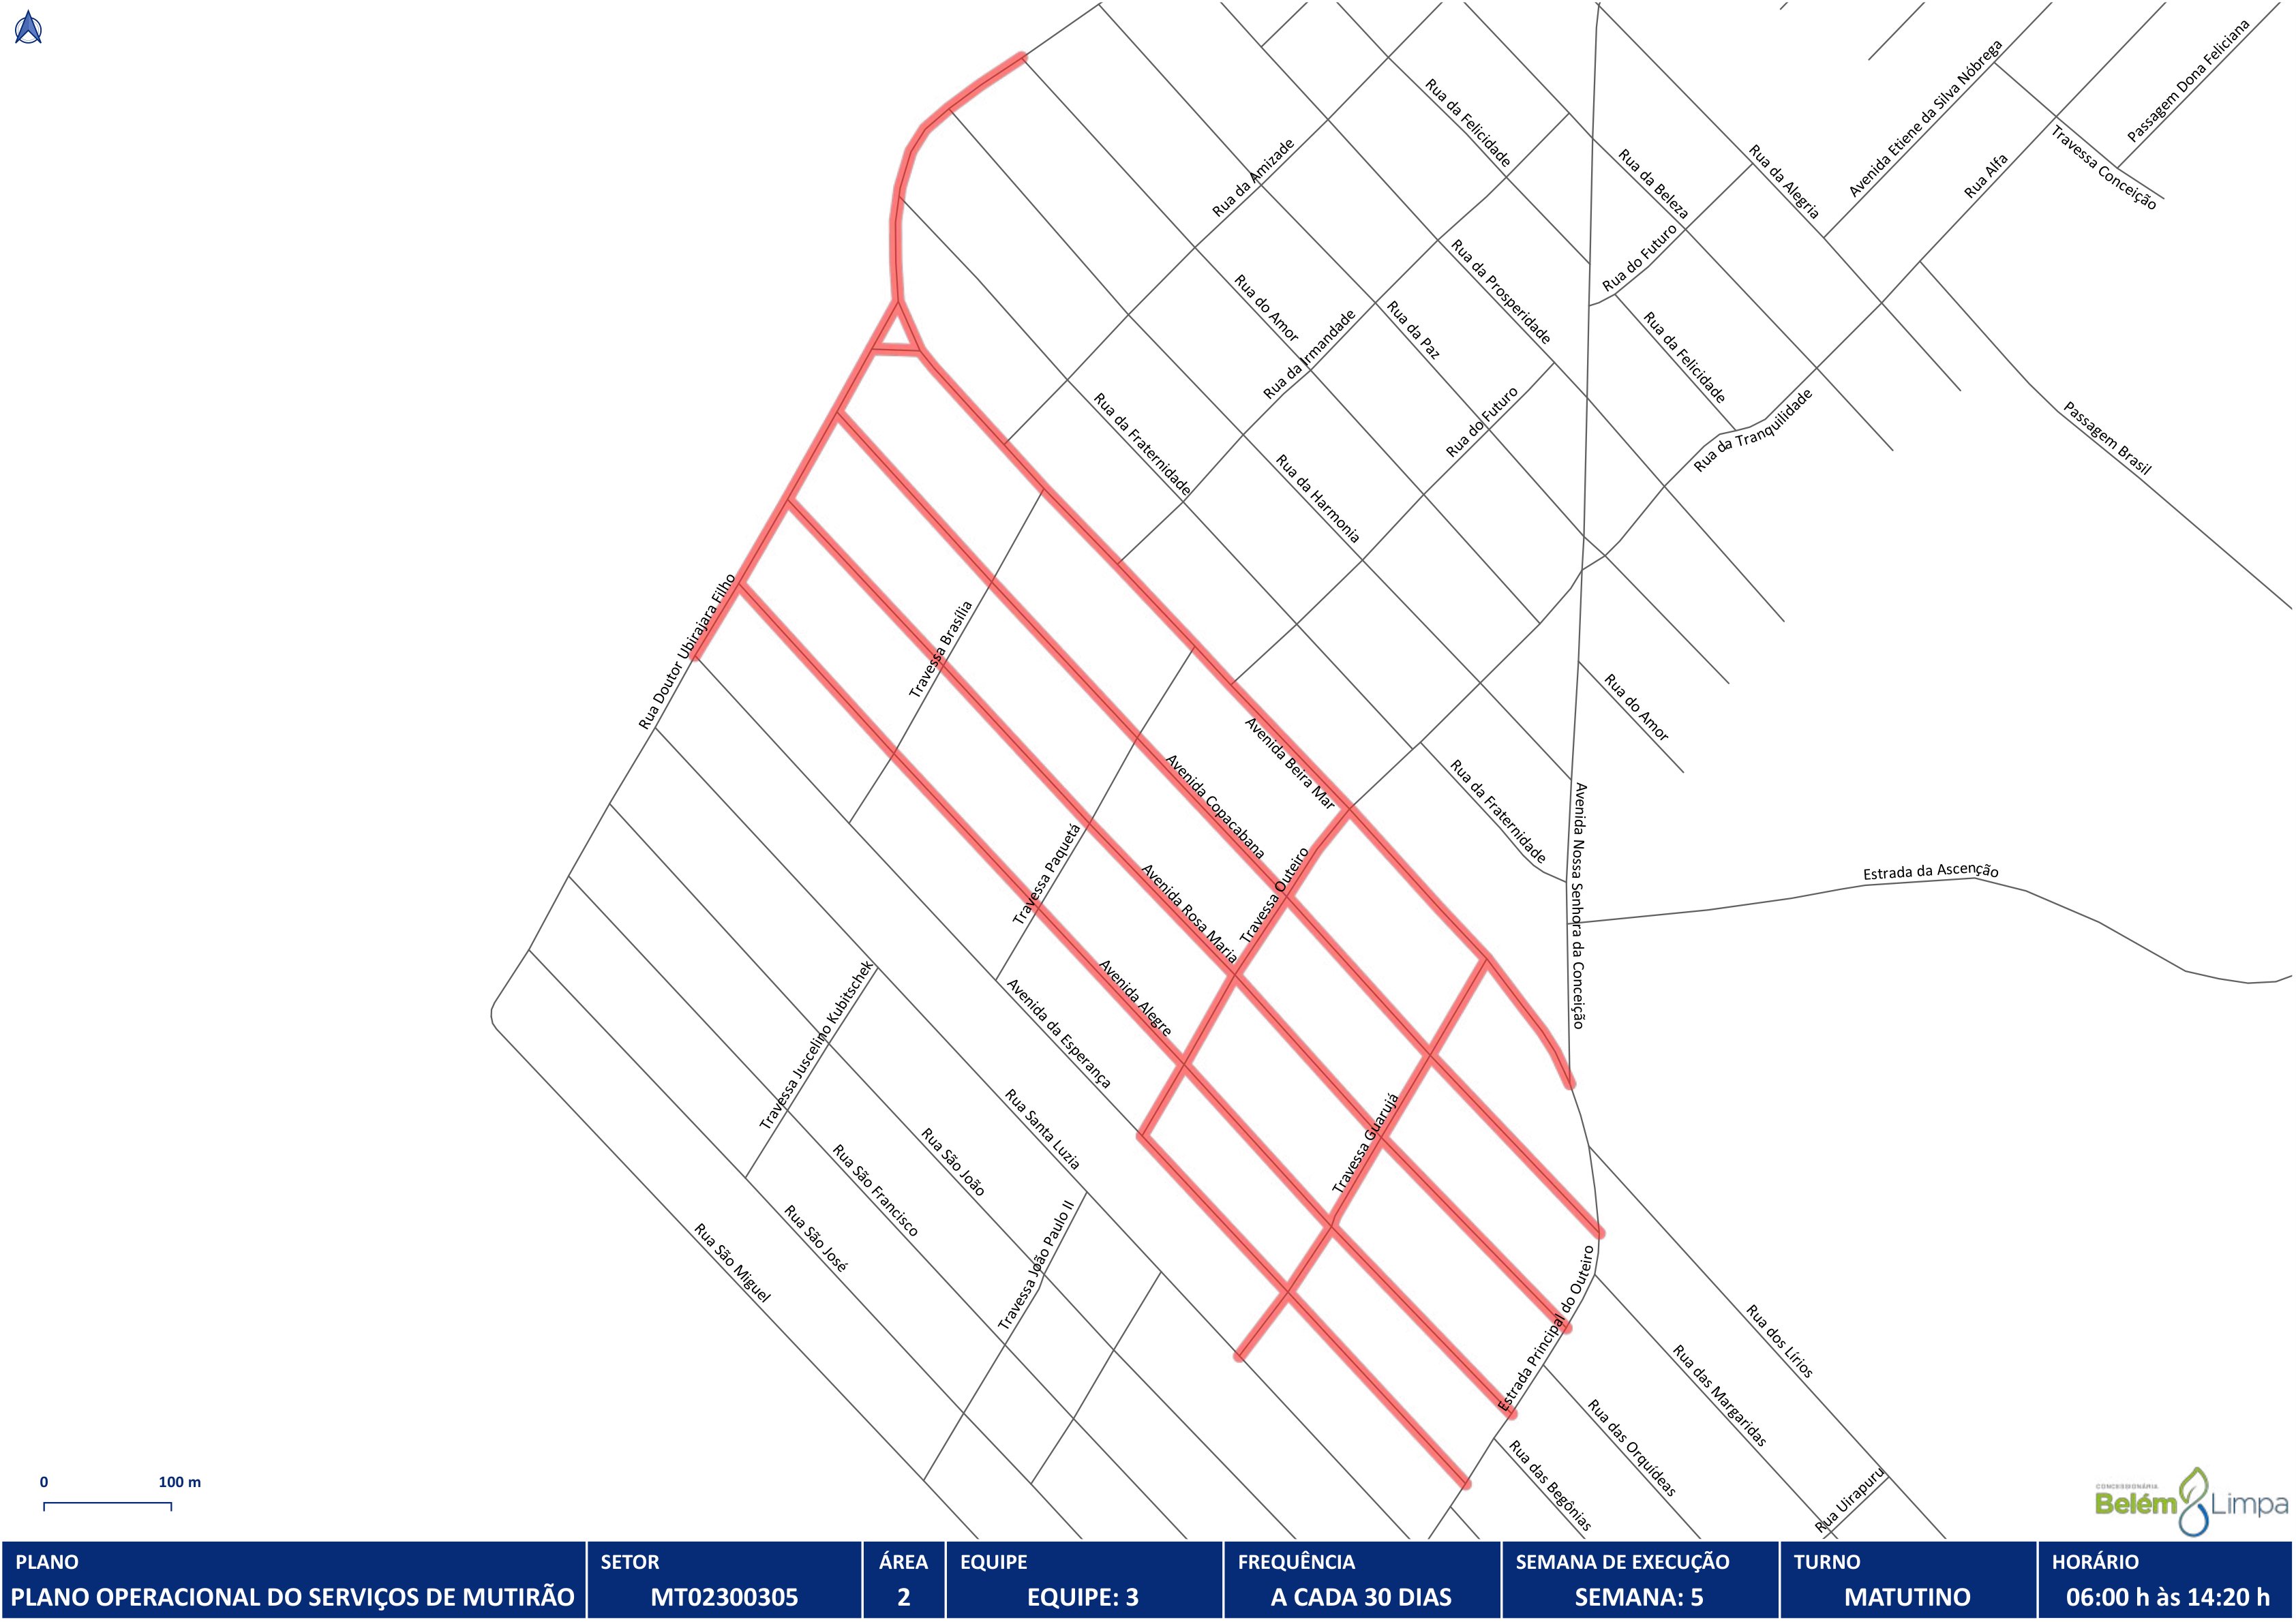 Passagem Dona Feliciana
Avenida Etiene da Silva Nóbrega
Travessa Conceição
Rua Alfa
Rua da Alegria
Rua da Beleza
Rua da Felicidade
Rua da Amizade
Rua do Futuro
Rua da Prosperidade
Rua do Amor
Rua da Irmandade
Rua da Paz
Rua da Felicidade
Rua da Tranquilidade
Rua do Futuro
Rua da Fraternidade
Rua da Harmonia
Passagem Brasil
Rua Doutor Ubirajara Filho
Travessa Brasília
Rua do Amor
Avenida Beira Mar
Avenida Copacabana
Rua da Fraternidade
Avenida Nossa Senhora da Conceição
Estrada da Ascenção
Travessa Paquetá
Travessa Outeiro
Avenida Rosa Maria
Avenida Alegre
Avenida da Esperança
Travessa Juscelino Kubitschek
Travessa Guarujá
Rua Santa Luzia
Rua São João
Rua São Francisco
Rua São José
Rua São Miguel
Travessa João Paulo II
Estrada Principal do Outeiro
Rua dos Lírios
Rua das Margaridas
Rua das Orquídeas
Rua das Begônias
Rua Uirapuru
0 100 m
CONCESSIONÁRIA
Belém Limpa
PLANO SETOR ÁREA EQUIPE FREQUÊNCIA SEMANA DE EXECUÇÃO TURNO HORÁRIO
PLANO OPERACIONAL DO SERVIÇOS DE MUTIRÃO MT02300305 2 EQUIPE: 3 A CADA 30 DIAS SEMANA: 5 MATUTINO 06:00 h às 14:20 h